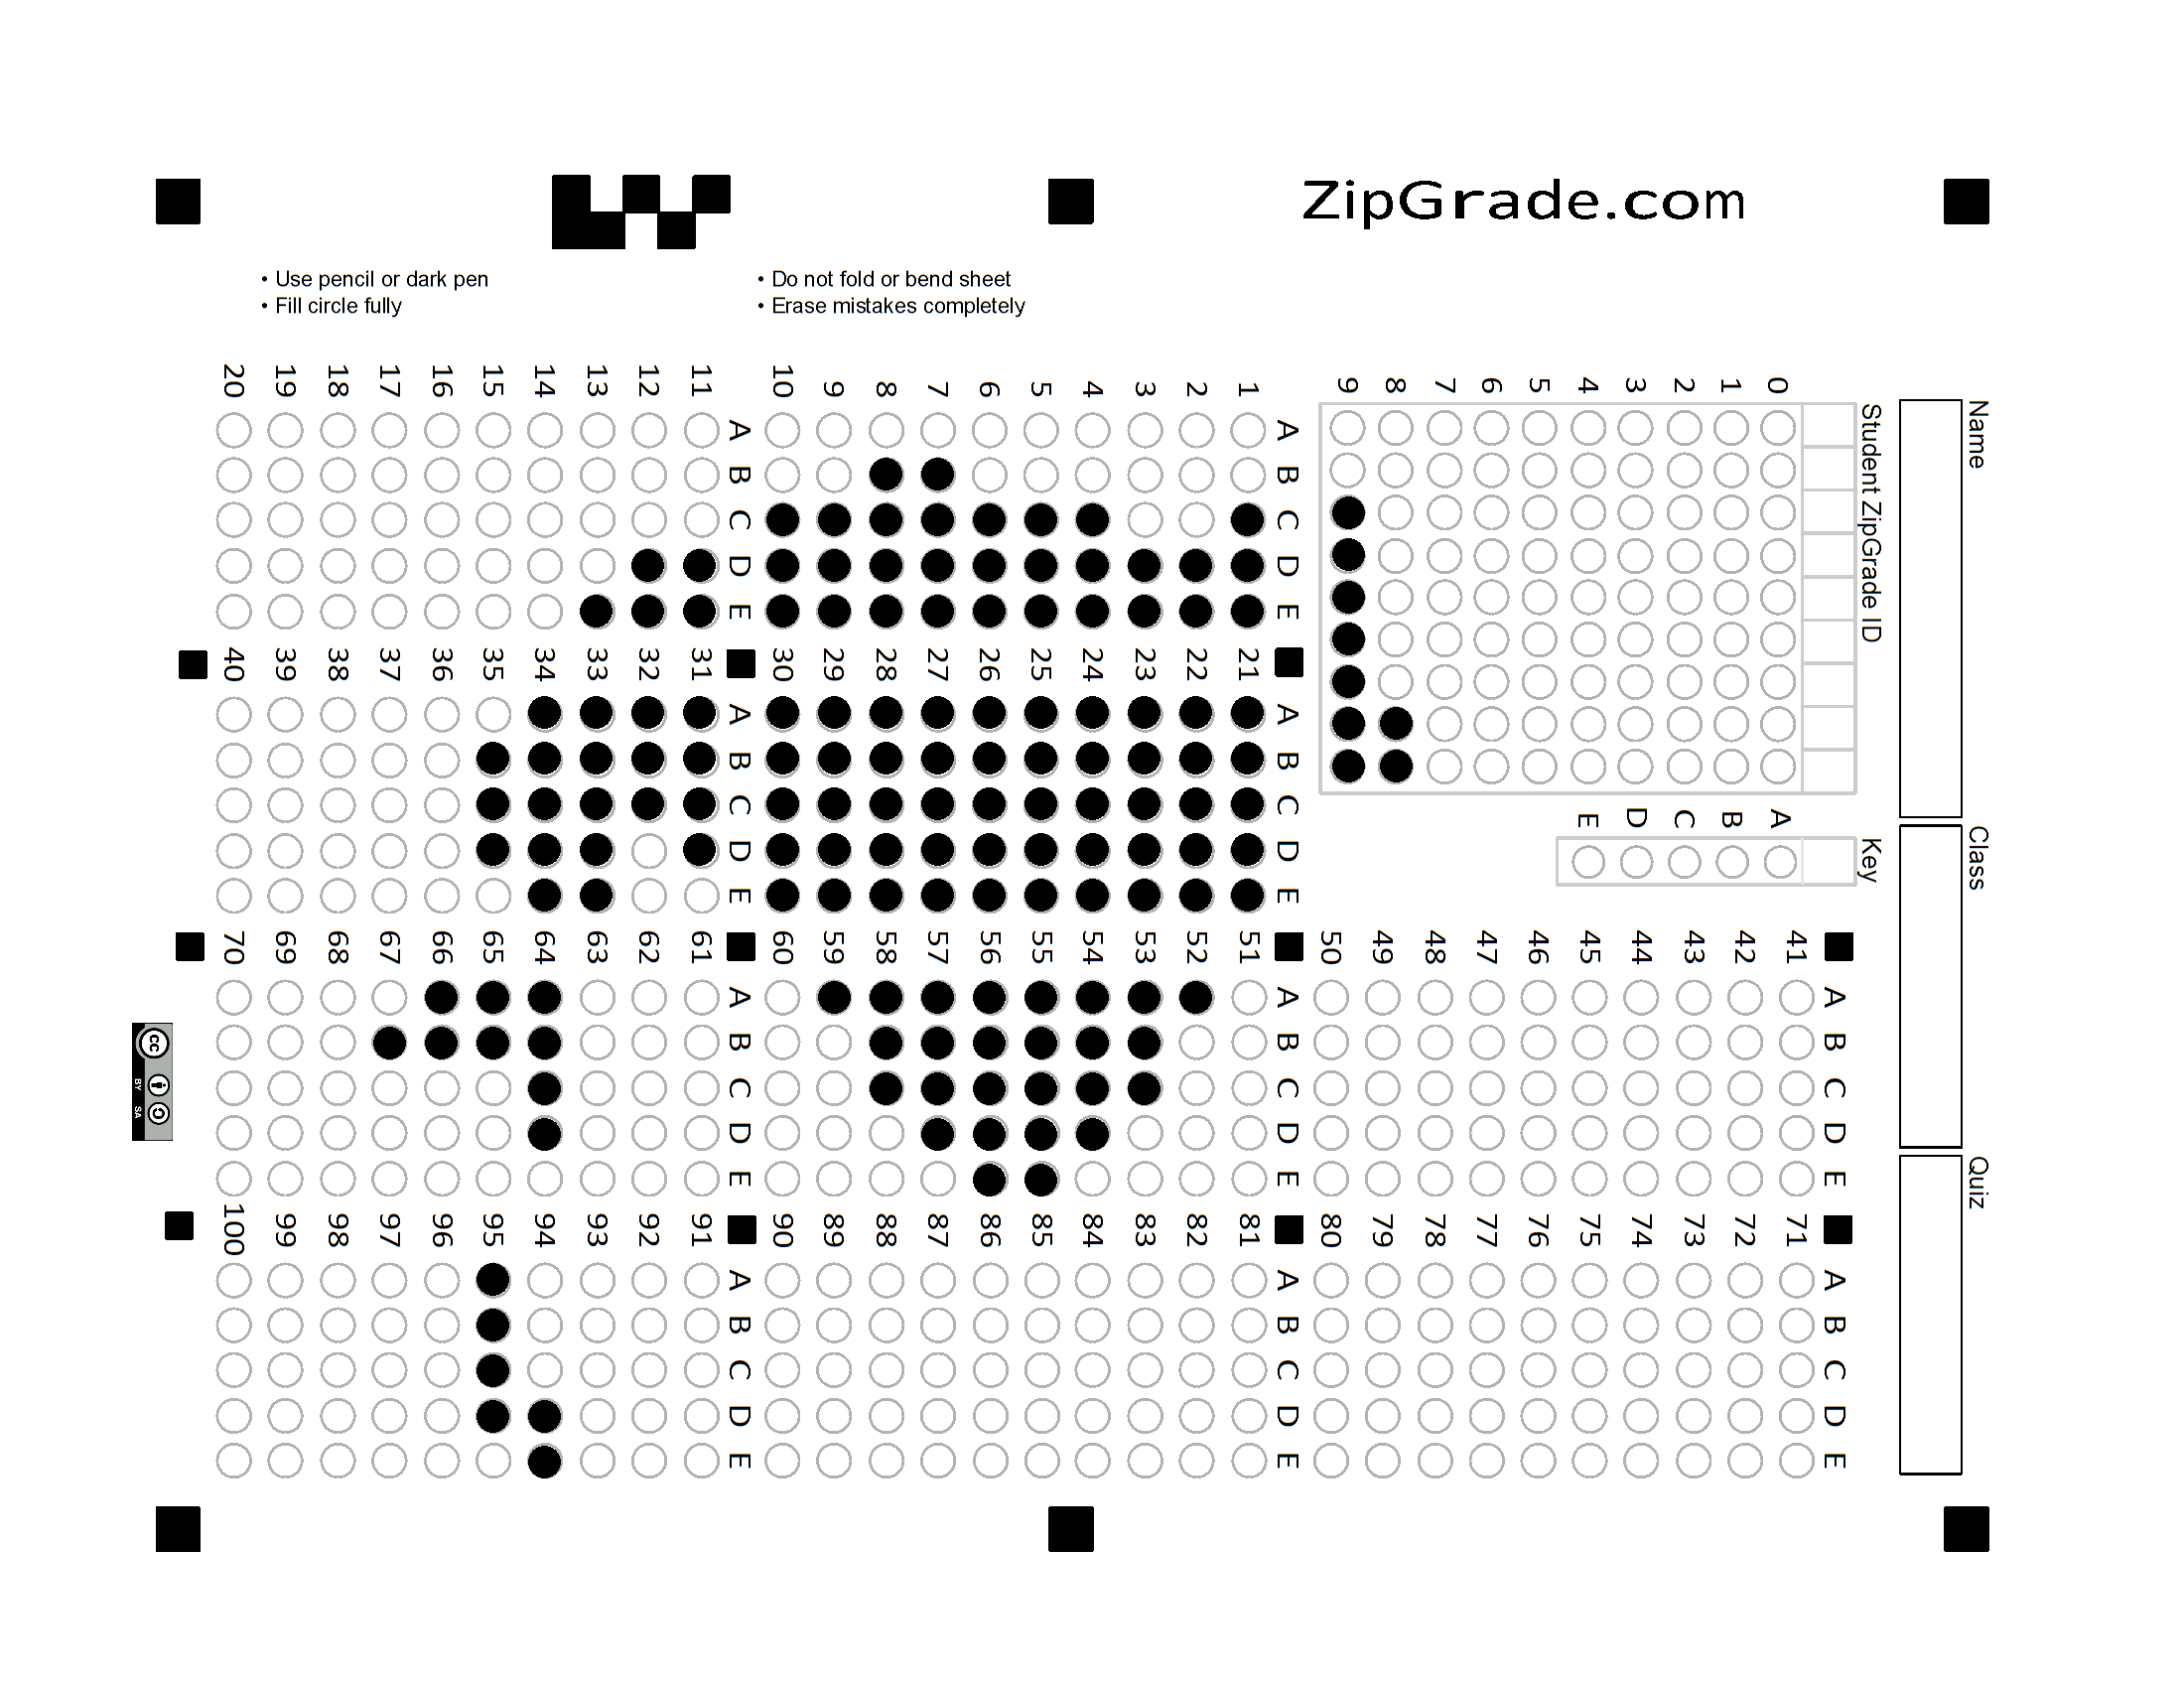 ZipGrade.com
• Use pencil or dark pen
• Fill circle fully
• Do not fold or bend sheet
• Erase mistakes completely
Name
Class
Quiz
Student ZipGrade ID
0 1 2 3 4 5 6 7 8 9
Key
A B C D E
1 2 3 4 5 6 7 8 9 10
A B C D E
11 12 13 14 15 16 17 18 19 20
A B C D E
21 22 23 24 25 26 27 28 29 30
A B C D E
31 32 33 34 35 36 37 38 39 40
A B C D E
41 42 43 44 45 46 47 48 49 50
A B C D E
51 52 53 54 55 56 57 58 59 60
A B C D E
61 62 63 64 65 66 67 68 69 70
A B C D E
71 72 73 74 75 76 77 78 79 80
A B C D E
81 82 83 84 85 86 87 88 89 90
A B C D E
91 92 93 94 95 96 97 98 99 100
A B C D E
cc
BY SA